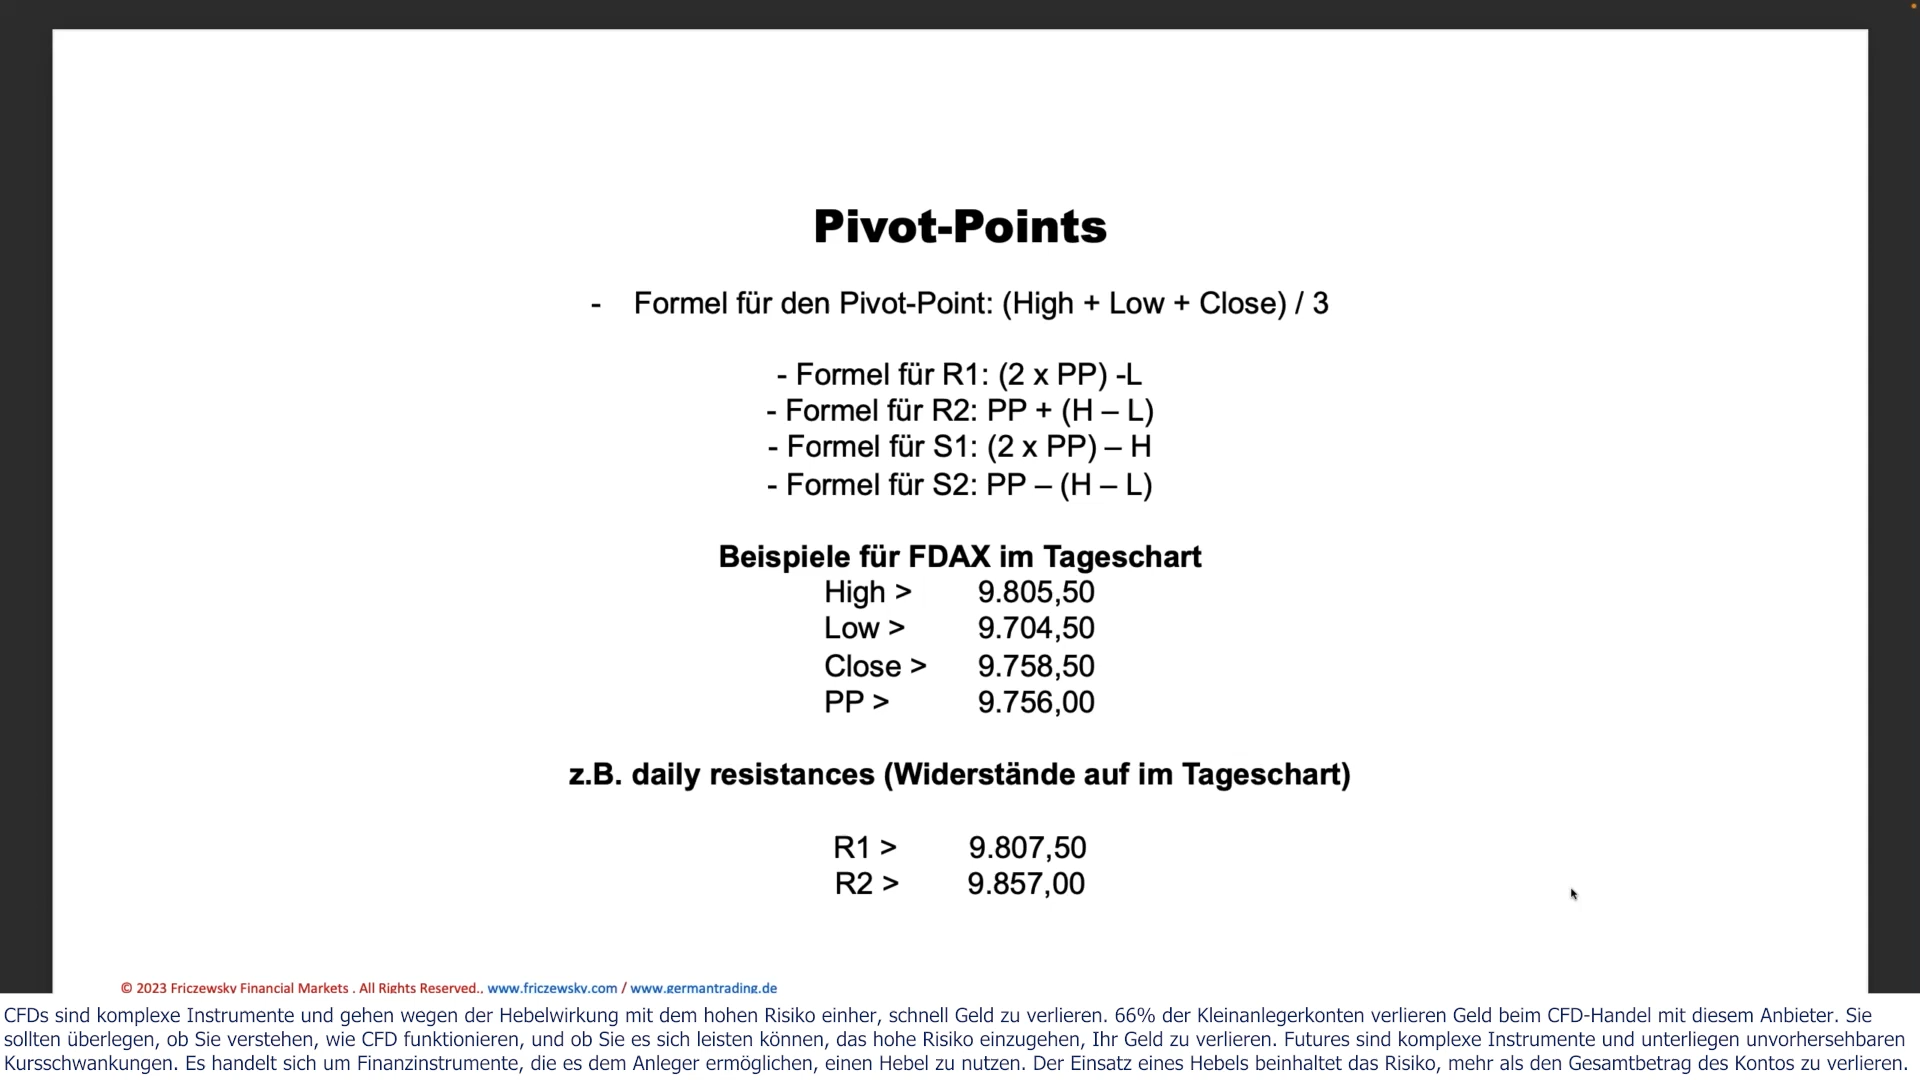 Pivot-Points
- Formel für den Pivot-Point: (High + Low + Close) / 3
- Formel für R1: (2 x PP) -L
- Formel für R2: PP + (H – L)
- Formel für S1: (2 x PP) – H
- Formel für S2: PP – (H – L)
Beispiele für FDAX im Tageschart
High > 9.805,50
Low > 9.704,50
Close > 9.758,50
PP > 9.756,00
z.B. daily resistances (Widerstände auf im Tageschart)
R1 > 9.807,50
R2 > 9.857,00
© 2023 Friczewsky Financial Markets . All Rights Reserved., www.friczewsky.com / www.germantrading.de
CFDs sind komplexe Instrumente und gehen wegen der Hebelwirkung mit dem hohen Risiko einher, schnell Geld zu verlieren. 66% der Kleinanlegerkonten verlieren Geld beim CFD-Handel mit diesem Anbieter. Sie
sollten überlegen, ob Sie verstehen, wie CFD funktionieren, und ob Sie es sich leisten können, das hohe Risiko einzugehen, Ihr Geld zu verlieren. Futures sind komplexe Instrumente und unterliegen unvorhersehbaren
Kursschwankungen. Es handelt sich um Finanzinstrumente, die es dem Anleger ermöglichen, einen Hebel zu nutzen. Der Einsatz eines Hebels beinhaltet das Risiko, mehr als den Gesamtbetrag des Kontos zu verlieren.